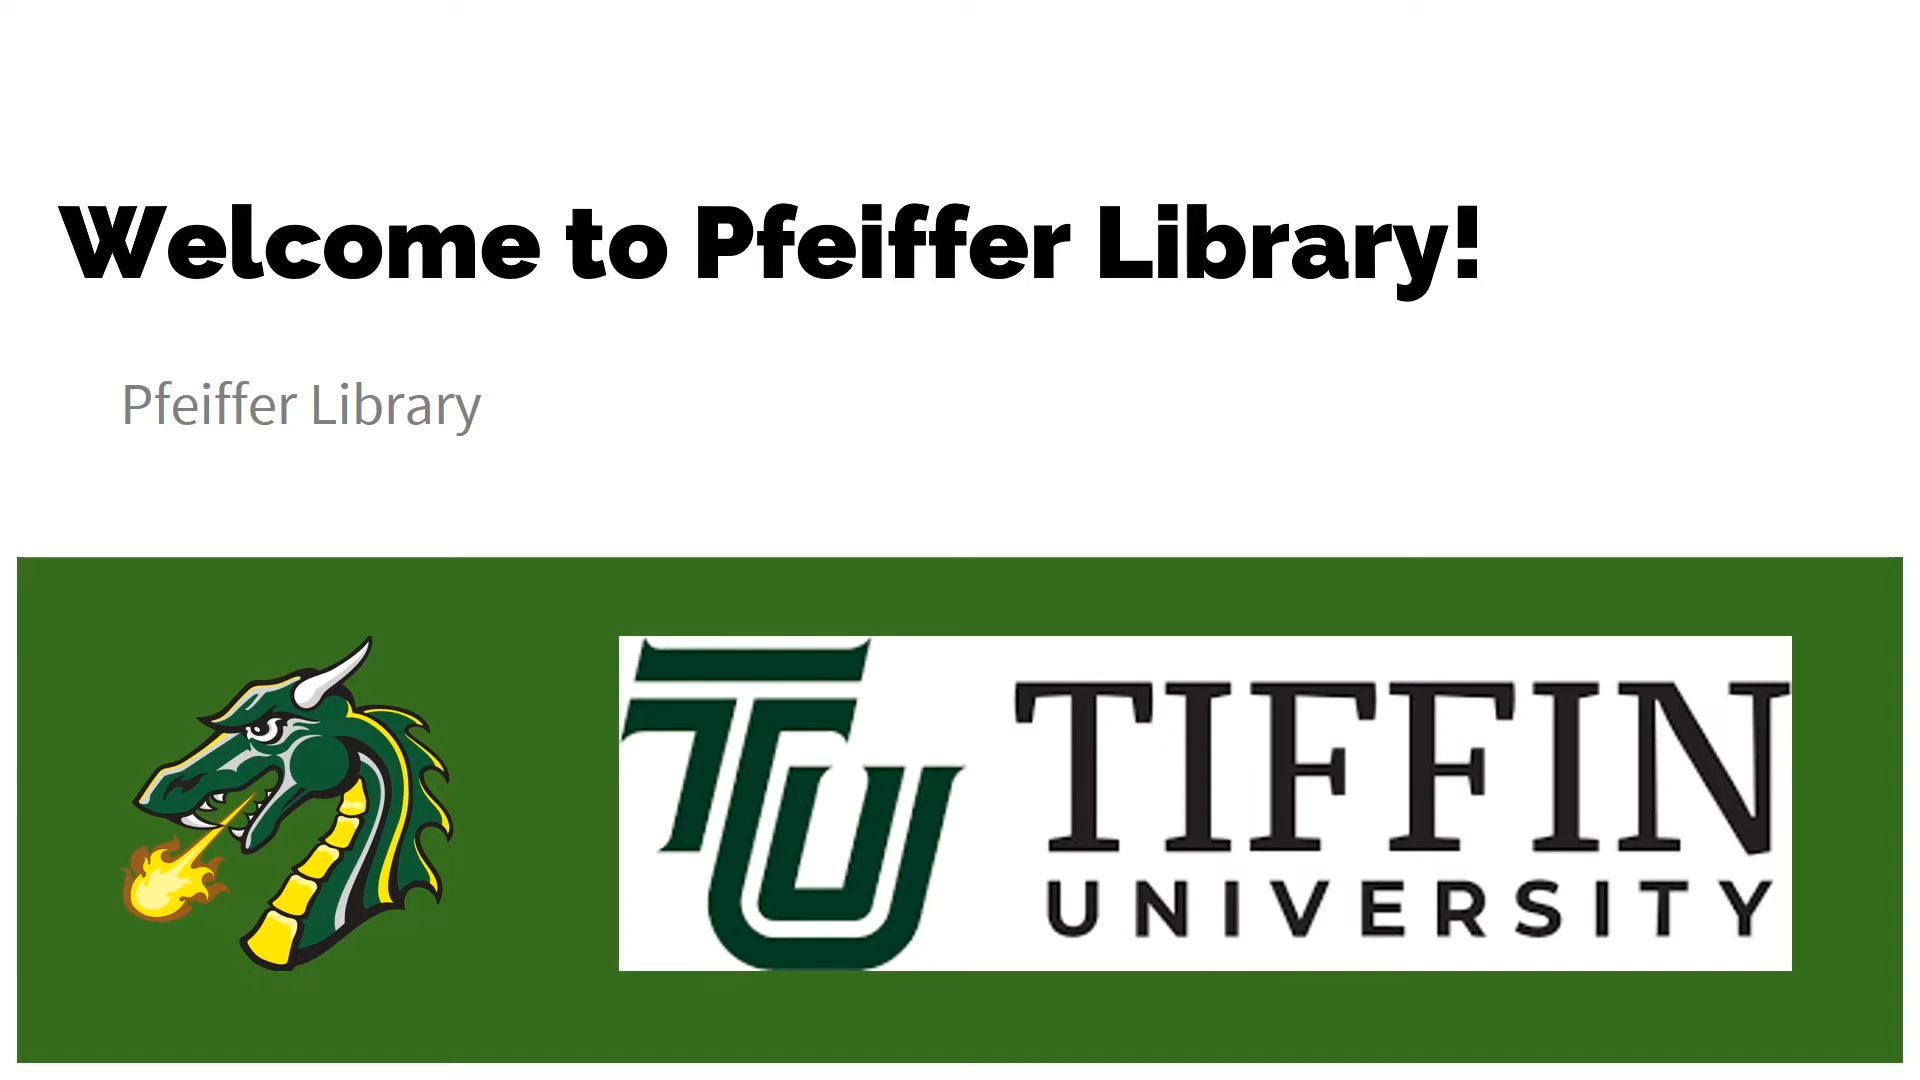 Welcome to Pfeiffer Library!
Pfeiffer Library
TU
TIFFIN
UNIVERSITY